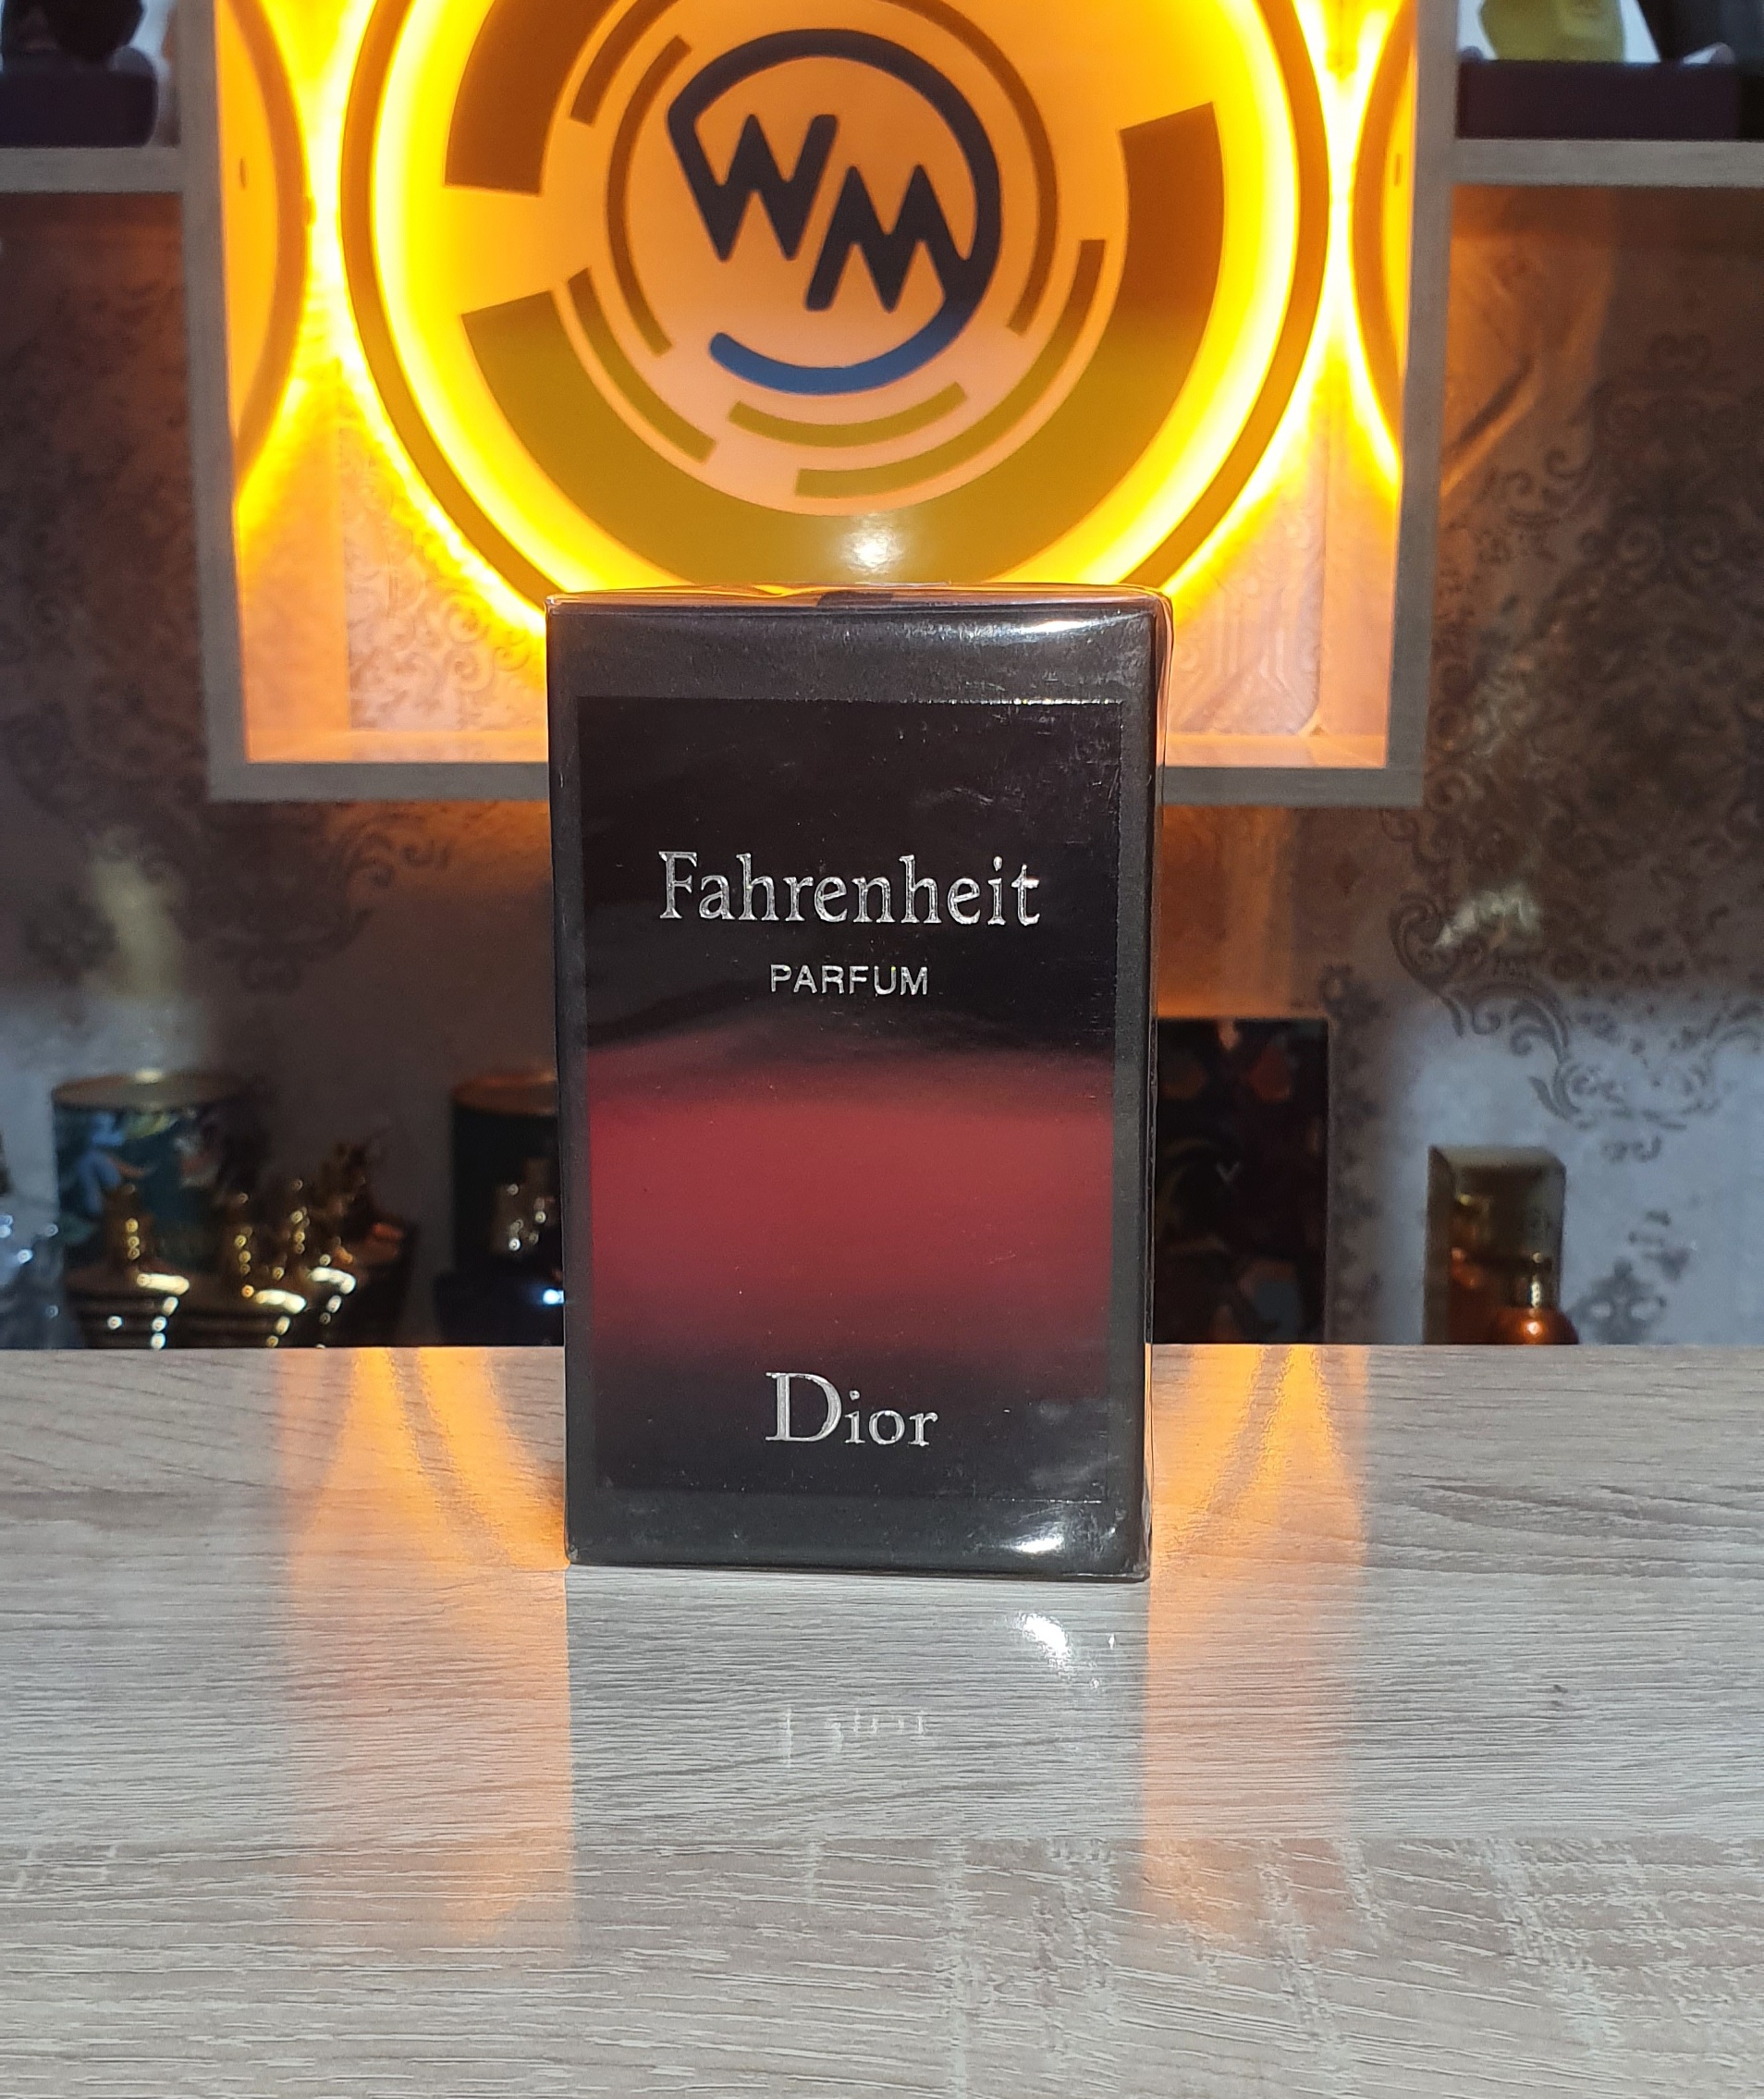 WM
Fahrenheit
PARFUM
Dior